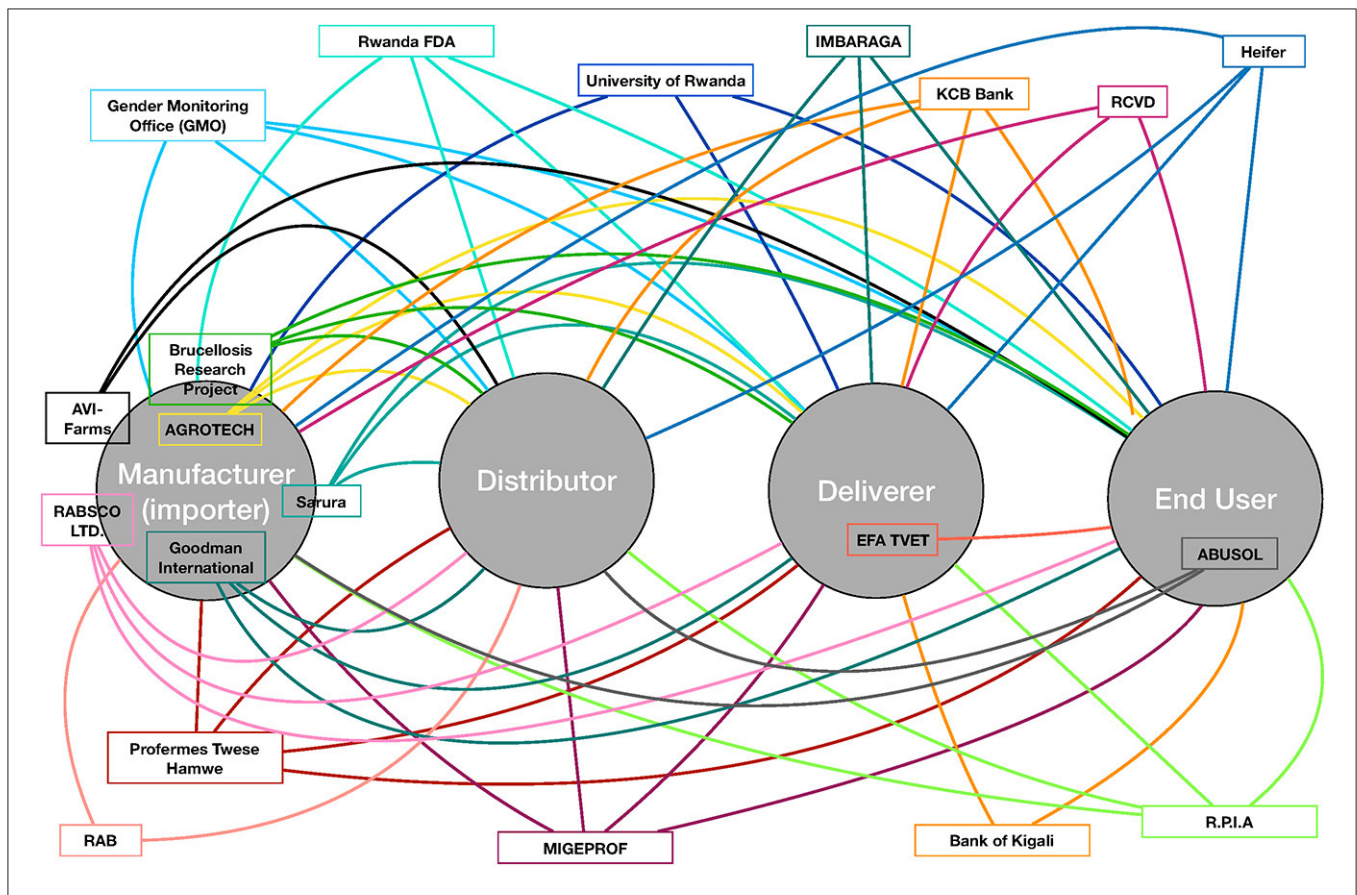 Rwanda FDA
IMBARAGA
Heifer
University of Rwanda
KCB Bank
RCVD
Gender Monitoring
Office (GMO)
Brucellosis
Research
Project
AVI-
Farms
AGROTECH
Manufacturer
(importer)
Distributor
Deliverer
End User
RABSCO
LTD.
Sarura
Goodman
International
EFA TVET
ABUSOL
Profermes Twese
Hamwe
RAB
MIGEPROF
Bank of Kigali
R.P.I.A